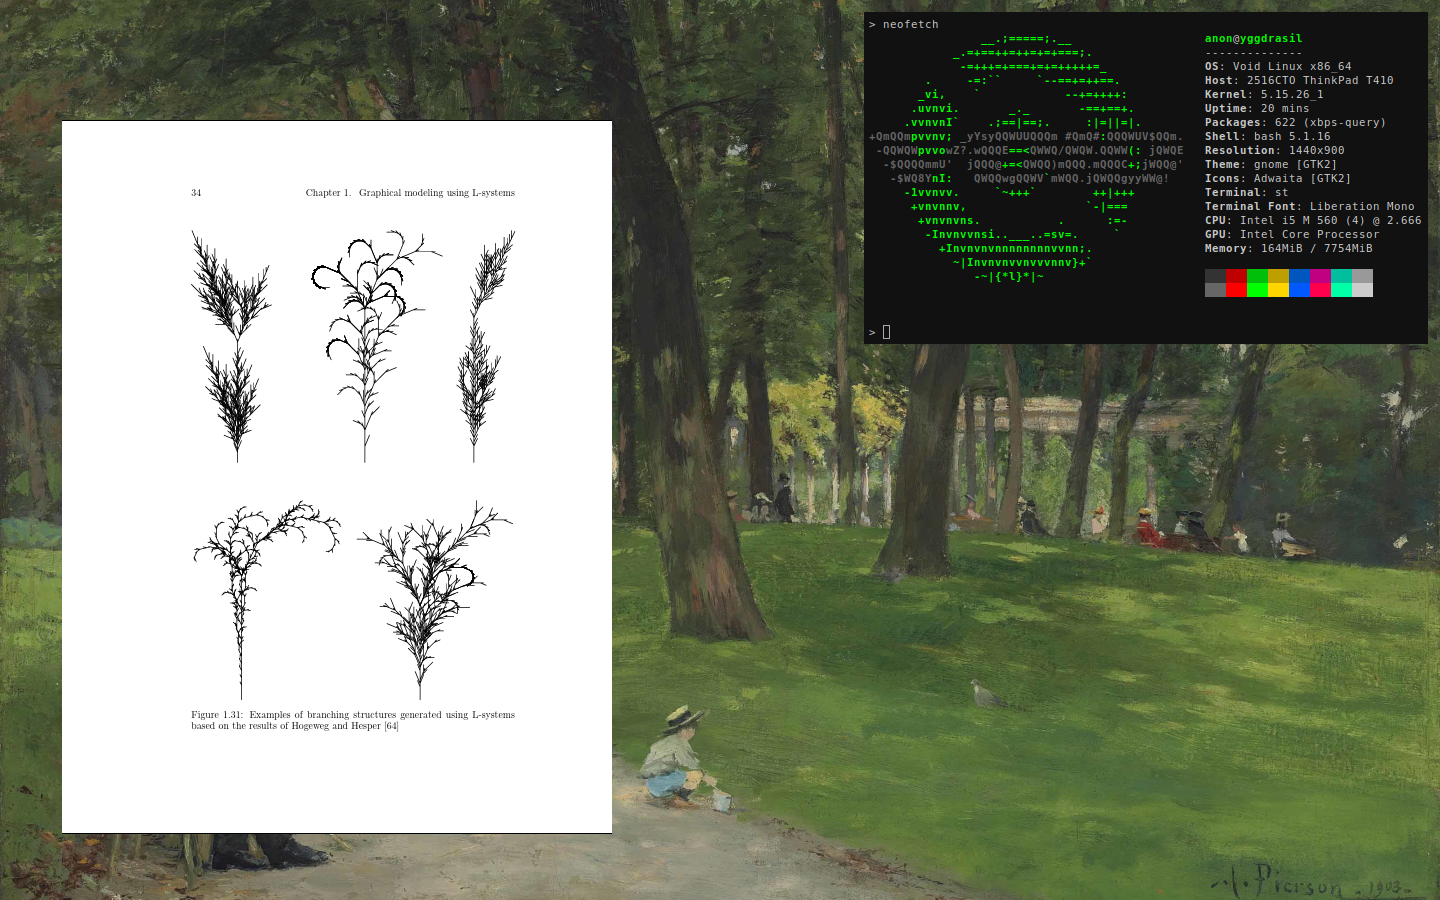 34 Chapter 1. Graphical modeling using L-systems
Figure 1.31: Examples of branching structures generated using L-systems
based on the results of Hogeweg and Hesper [64]
> neofetch
anon@yggdrasil
--------------
OS: Void Linux x86_64
Host: 2516CTO ThinkPad T410
Kernel: 5.15.26_1
Uptime: 20 mins
Packages: 622 (xbps-query)
Shell: bash 5.1.16
Resolution: 1440x900
Theme: gnome [GTK2]
Icons: Adwaita [GTK2]
Terminal: st
Terminal Font: Liberation Mono
CPU: Intel i5 M 560 (4) @ 2.666
GPU: Intel Core Processor
Memory: 164MiB / 7754MiB
>
Pierson - 1903-